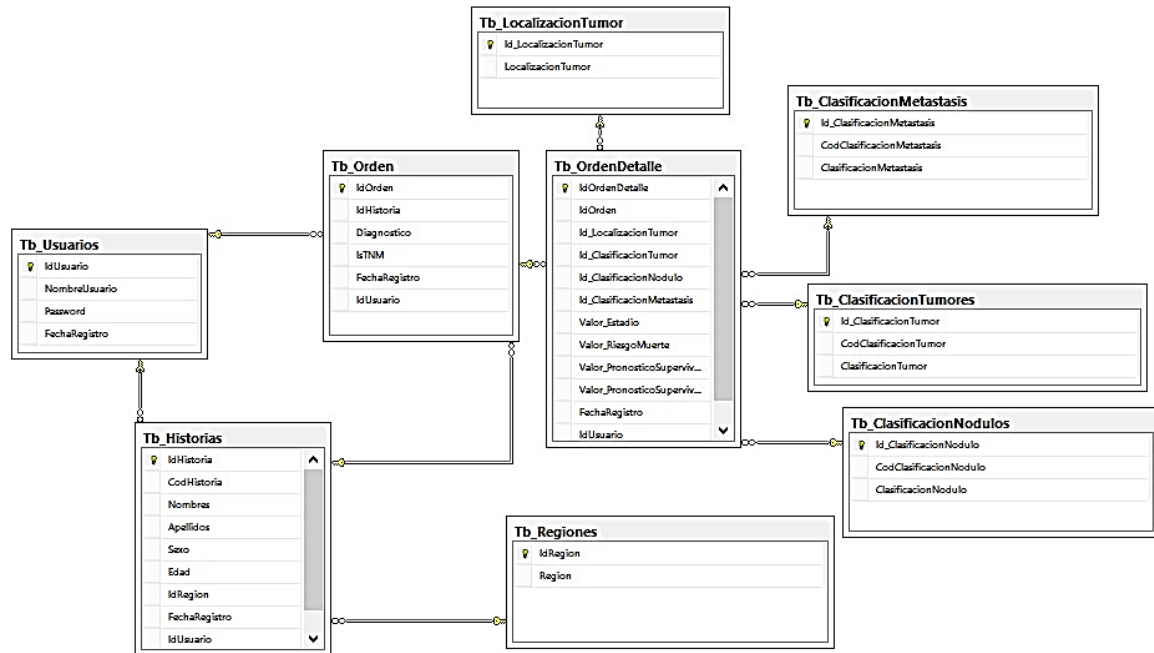 Tb_LocalizacionTumor
Id_LocalizacionTumor
LocalizacionTumor
Tb_ClasificacionMetastasis
Id_ClasificacionMetastasis
CodClasificacionMetastasis
ClasificacionMetastasis
Tb_Orden
IdOrden
IdHistoria
Diagnostico
IsTNM
FechaRegistro
IdUsuario
Tb_OrdenDetalle
IdOrdenDetalle
IdOrden
Id_LocalizacionTumor
Id_ClasificacionTumor
Id_ClasificacionNodulo
Id_ClasificacionMetastasis
Valor_Estadio
Valor_RiesgoMuerte
Valor_PronosticoSuperviv...
Valor_PronosticoSuperviv...
FechaRegistro
IdUsuario
Tb_Usuarios
IdUsuario
NombreUsuario
Password
FechaRegistro
Tb_ClasificacionTumores
Id_ClasificacionTumor
CodClasificacionTumor
ClasificacionTumor
Tb_ClasificacionNodulos
Id_ClasificacionNodulo
CodClasificacionNodulo
ClasificacionNodulo
Tb_Historias
IdHistoria
CodHistoria
Nombres
Apellidos
Sexo
Edad
IdRegion
FechaRegistro
IdUsuario
Tb_Regiones
IdRegion
Region